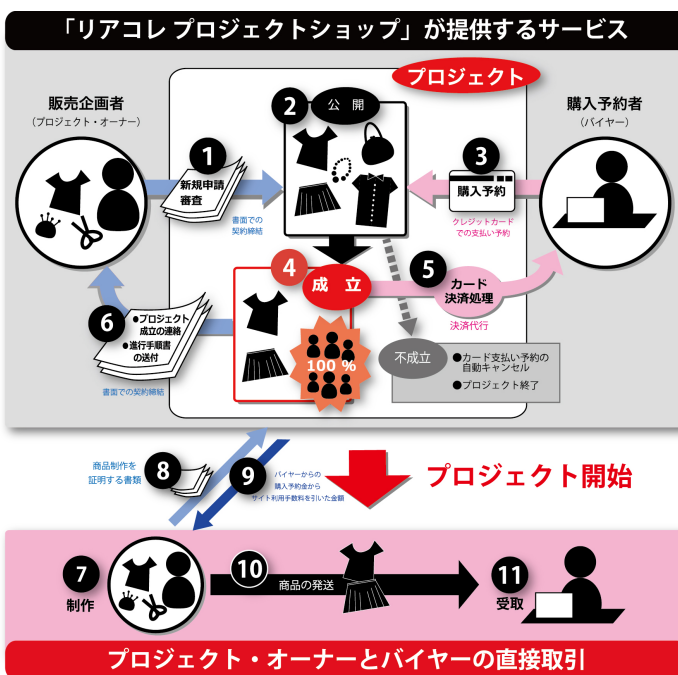 「リアコレ プロジェクトショップ」が提供するサービス
プロジェクト
販売企画者
(プロジェクト・オーナー)
購入予約者
(バイヤー)
1
新規申請
審査
書面での
契約締結
2
公 開
3
購入予約
クレジットカード
での支払い予約
4
成 立
100 %
5
カード
決済処理
決済代行
6
●プロジェクト
成立の連絡
●進行手順書
の送付
書面での契約締結
不成立
●カード支払い予約の
自動キャンセル
●プロジェクト終了
商品制作を
証明する書類
8
9
バイヤーからの
購入予約金から
サイト利用手数料を引いた金額
プロジェクト開始
7
制作
10
商品の発送
11
受取
プロジェクト・オーナーとバイヤーの直接取引